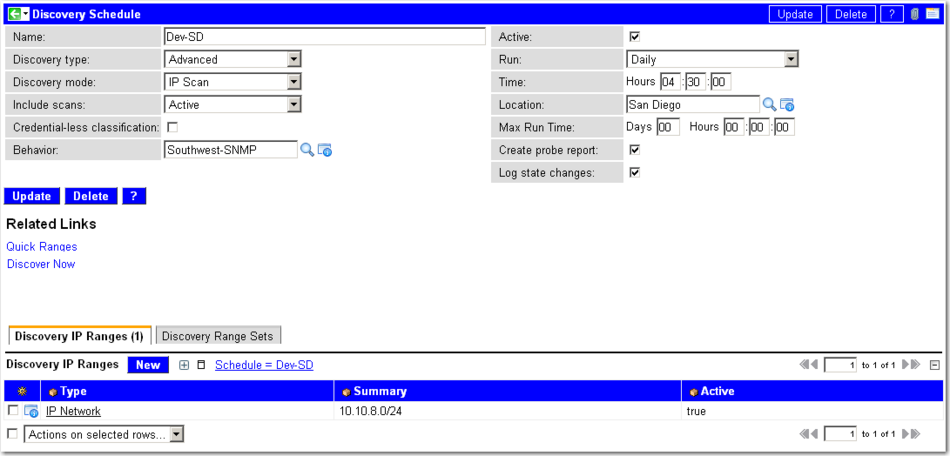 Discovery Schedule Update Delete ?
Name: Dev-SD Active:
Discovery type: Advanced Run: Daily
Discovery mode: IP Scan Time: Hours 04 : 30 : 00
Include scans: Active Location: San Diego
Credential-less classification: Max Run Time: Days 00 Hours 00 : 00 : 00
Behavior: Southwest-SNMP Create probe report:
Log state changes:
Update Delete ?
Related Links
Quick Ranges
Discover Now
Discovery IP Ranges (1) Discovery Range Sets
Discovery IP Ranges New Schedule = Dev-SD 1 to 1 of 1
Type Summary Active
IP Network 10.10.8.0/24 true
Actions on selected rows... 1 to 1 of 1